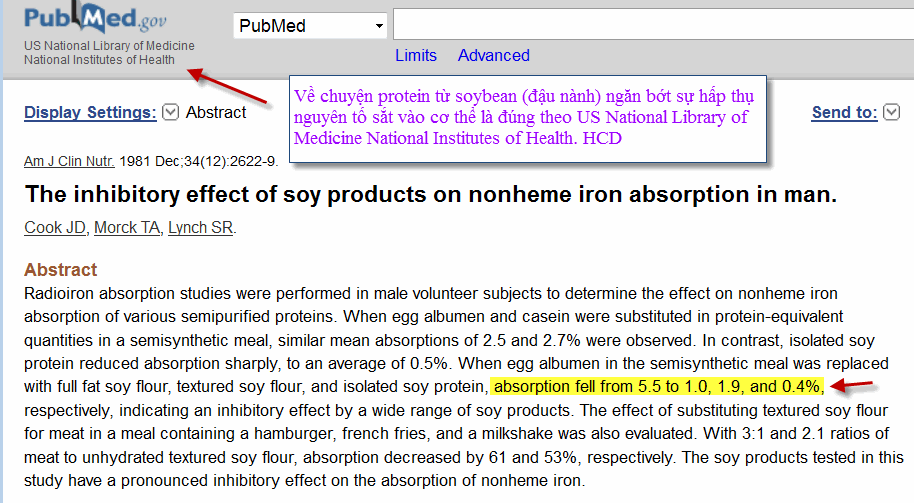 PubMed.gov
US National Library of Medicine
National Institutes of Health
PubMed
Limits Advanced
Về chuyện protein từ soybean (đậu nành) ngăn bớt sự hấp thụ
nguyên tố sắt vào cơ thể là đúng theo US National Library of
Medicine National Institutes of Health. HCD
Display Settings: Abstract
Send to:
Am J Clin Nutr. 1981 Dec;34(12):2622-9.
The inhibitory effect of soy products on nonheme iron absorption in man.
Cook JD, Morck TA, Lynch SR.
Abstract
Radioiron absorption studies were performed in male volunteer subjects to determine the effect on nonheme iron
absorption of various semipurified proteins. When egg albumen and casein were substituted in protein-equivalent
quantities in a semisynthetic meal, similar mean absorptions of 2.5 and 2.7% were observed. In contrast, isolated soy
protein reduced absorption sharply, to an average of 0.5%. When egg albumen in the semisynthetic meal was replaced
with full fat soy flour, textured soy flour, and isolated soy protein, absorption fell from 5.5 to 1.0, 1.9, and 0.4%,
respectively, indicating an inhibitory effect by a wide range of soy products. The effect of substituting textured soy flour
for meat in a meal containing a hamburger, french fries, and a milkshake was also evaluated. With 3:1 and 2.1 ratios of
meat to unhydrated textured soy flour, absorption decreased by 61 and 53%, respectively. The soy products tested in this
study have a pronounced inhibitory effect on the absorption of nonheme iron.